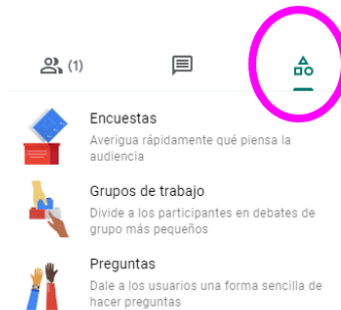 (1)
Encuestas
Averigua rápidamente qué piensa la
audiencia
Grupos de trabajo
Divide a los participantes en debates de
grupo más pequeños
Preguntas
Dale a los usuarios una forma sencilla de
hacer preguntas